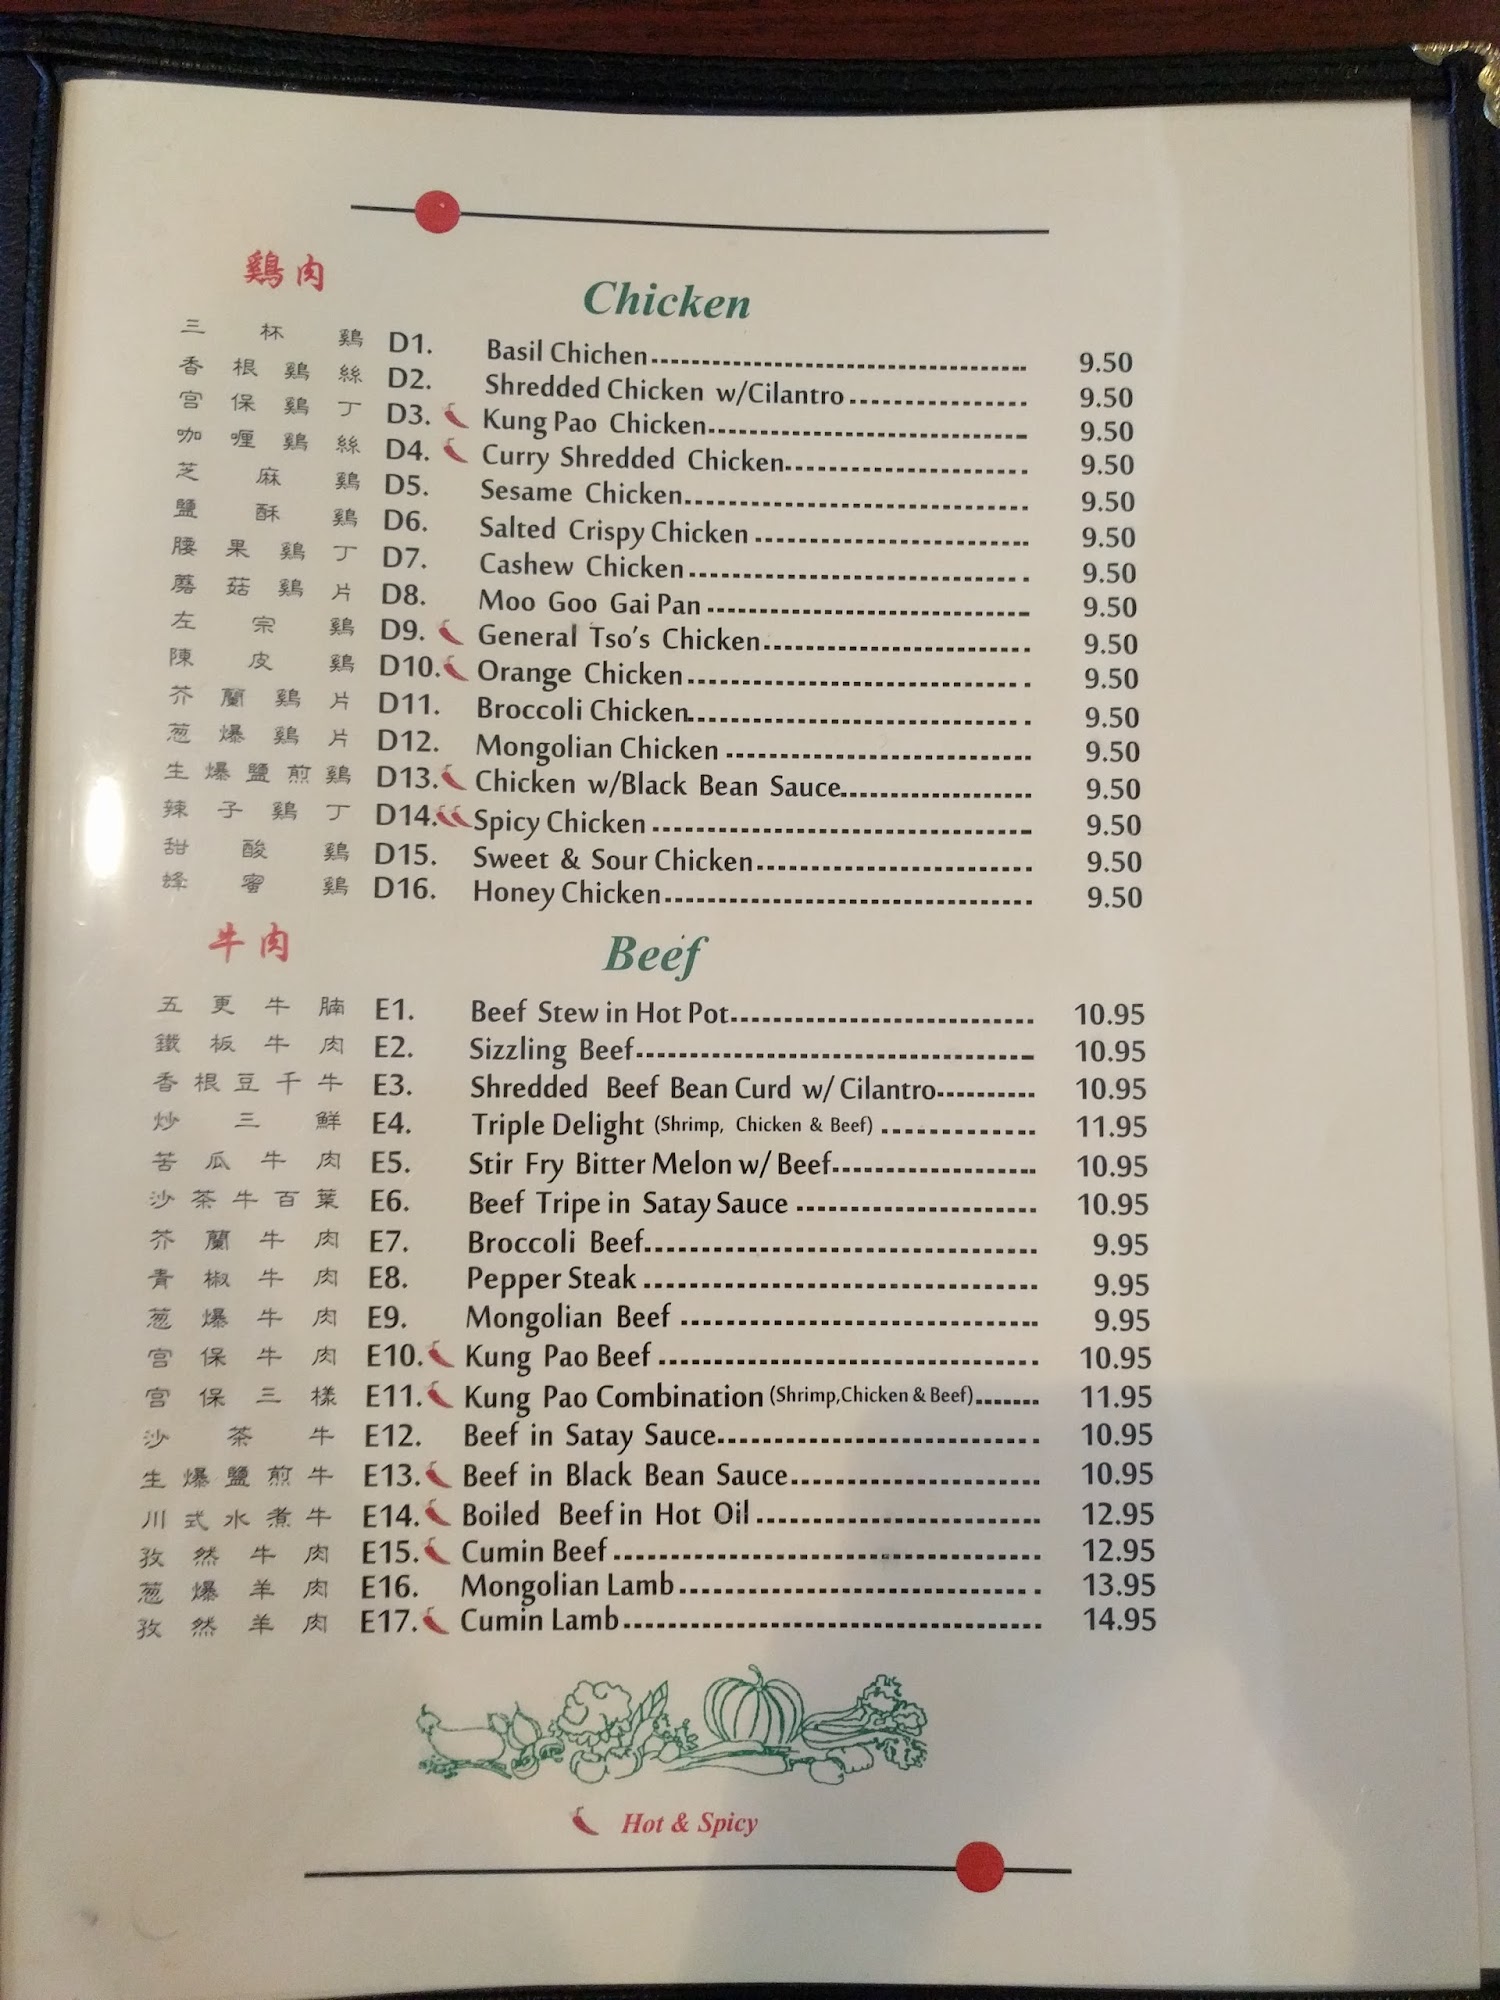 鷄肉 Chicken
三杯鷄 D1. Basil Chichen 9.50
香根鷄絲 D2. Shredded Chicken w/Cilantro 9.50
宮保鷄丁 D3. Kung Pao Chicken 9.50
咖喱鷄絲 D4. Curry Shredded Chicken 9.50
芝麻鷄 D5. Sesame Chicken 9.50
鹽酥鷄 D6. Salted Crispy Chicken 9.50
腰果鷄丁 D7. Cashew Chicken 9.50
蘑菇鷄片 D8. Moo Goo Gai Pan 9.50
左宗鷄 D9. General Tso's Chicken 9.50
陳皮鷄 D10. Orange Chicken 9.50
芥蘭鷄片 D11. Broccoli Chicken 9.50
葱爆鷄片 D12. Mongolian Chicken 9.50
生爆鹽煎鷄 D13. Chicken w/Black Bean Sauce 9.50
辣子鷄丁 D14. Spicy Chicken 9.50
甜酸鷄 D15. Sweet & Sour Chicken 9.50
蜂蜜鷄 D16. Honey Chicken 9.50
牛肉 Beef
五更牛腩 E1. Beef Stew in Hot Pot 10.95
鐵板牛肉 E2. Sizzling Beef 10.95
香根豆干牛 E3. Shredded Beef Bean Curd w/ Cilantro 10.95
炒三鮮 E4. Triple Delight (Shrimp, Chicken & Beef) 11.95
苦瓜牛肉 E5. Stir Fry Bitter Melon w/ Beef 10.95
沙茶牛百葉 E6. Beef Tripe in Satay Sauce 10.95
芥蘭牛肉 E7. Broccoli Beef 9.95
青椒牛肉 E8. Pepper Steak 9.95
葱爆牛肉 E9. Mongolian Beef 9.95
宮保牛肉 E10. Kung Pao Beef 10.95
宮保三樣 E11. Kung Pao Combination (Shrimp,Chicken & Beef) 11.95
沙茶牛 E12. Beef in Satay Sauce 10.95
生爆鹽煎牛 E13. Beef in Black Bean Sauce 10.95
川式水煮牛 E14. Boiled Beef in Hot Oil 12.95
孜然牛肉 E15. Cumin Beef 12.95
葱爆羊肉 E16. Mongolian Lamb 13.95
孜然羊肉 E17. Cumin Lamb 14.95
Hot & Spicy